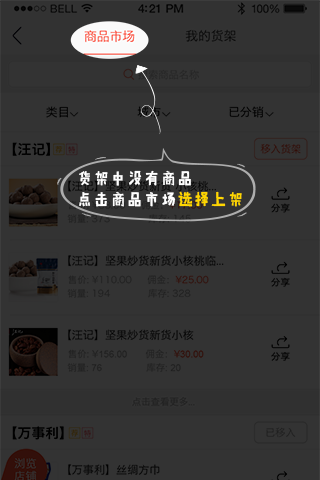 BELL 4:21 PM 100%
商品市场 我的货架
商品名称
类目 已分销
【汪记】 移入货架
货架中没有商品
点击商品市场选择上架
分享
【汪记】坚果炒货新货小核桃临...
售价: ¥110.00 佣金: ¥25.00
销量: 194 库存: 345
分享
【汪记】坚果炒货新货小核
售价: ¥156.00 佣金: ¥30.00
销量: 78 库存: 20
分享
点击查看更多..
【万事利】 已移入
浏览
店铺
【万事利】丝绸方巾